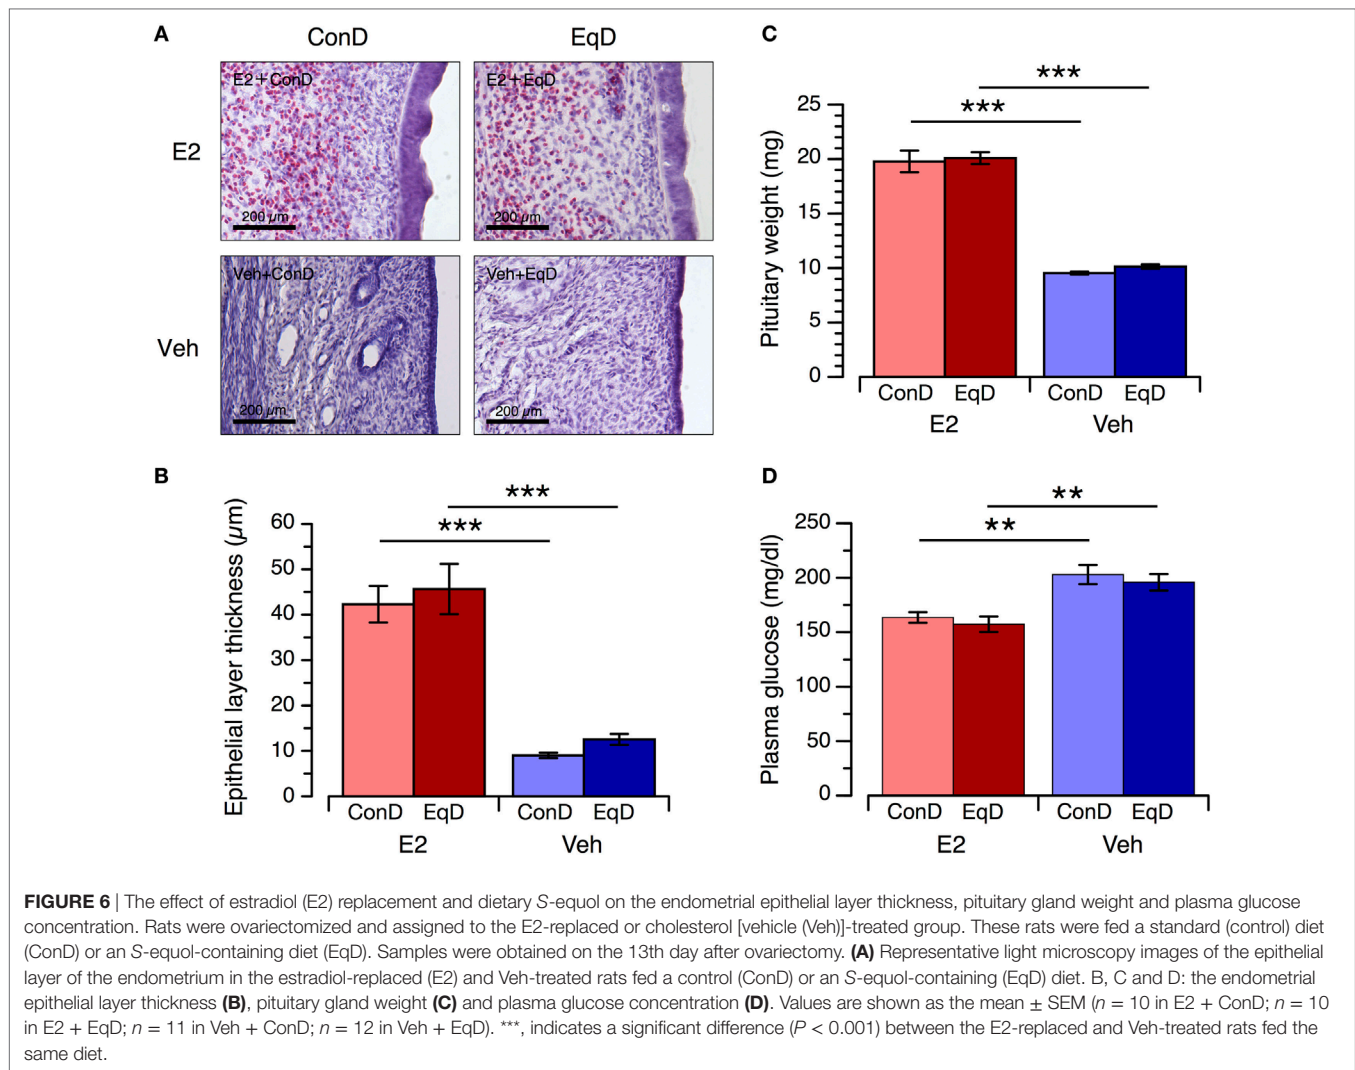 A
ConD
EqD
E2
E2+ConD
200 µm
E2+EqD
200 µm
Veh
Veh+ConD
200 µm
Veh+EqD
200 µm
B
Epithelial layer thickness (µm)
60
50
40
30
20
10
0
***
***
ConD EqD ConD EqD
E2 Veh
C
Pituitary weight (mg)
25
20
15
10
5
0
***
***
ConD EqD ConD EqD
E2 Veh
D
Plasma glucose (mg/dl)
250
200
150
100
50
0
**
**
ConD EqD ConD EqD
E2 Veh
FIGURE 6 | The effect of estradiol (E2) replacement and dietary S-equol on the endometrial epithelial layer thickness, pituitary gland weight and plasma glucose
concentration. Rats were ovariectomized and assigned to the E2-replaced or cholesterol [vehicle (Veh)]-treated group. These rats were fed a standard (control) diet
(ConD) or an S-equol-containing diet (EqD). Samples were obtained on the 13th day after ovariectomy. (A) Representative light microscopy images of the epithelial
layer of the endometrium in the estradiol-replaced (E2) and Veh-treated rats fed a control (ConD) or an S-equol-containing (EqD) diet. B, C and D: the endometrial
epithelial layer thickness (B), pituitary gland weight (C) and plasma glucose concentration (D). Values are shown as the mean ± SEM (n = 10 in E2 + ConD; n = 10
in E2 + EqD; n = 11 in Veh + ConD; n = 12 in Veh + EqD). ***, indicates a significant difference (P < 0.001) between the E2-replaced and Veh-treated rats fed the
same diet.